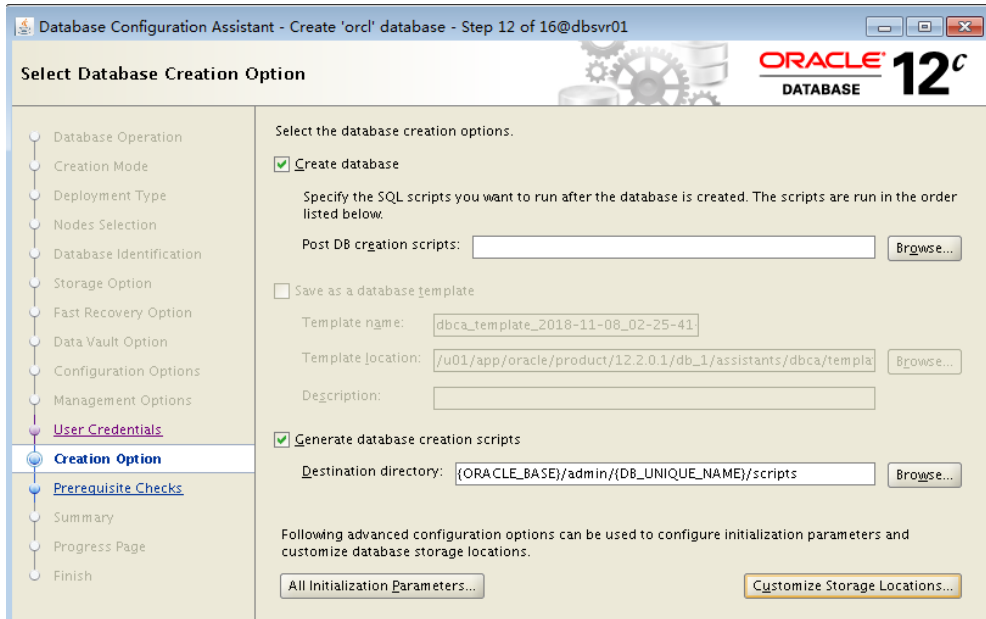 Database Configuration Assistant - Create 'orcl' database - Step 12 of 16@dbsvr01
Select Database Creation Option
ORACLE 12c
DATABASE
Database Operation
Creation Mode
Deployment Type
Nodes Selection
Database Identification
Storage Option
Fast Recovery Option
Data Vault Option
Configuration Options
Management Options
User Credentials
Creation Option
Prerequisite Checks
Summary
Progress Page
Finish
Select the database creation options.
Create database
Specify the SQL scripts you want to run after the database is created. The scripts are run in the order
listed below.
Post DB creation scripts: Browse...
Save as a database template
Template name: dbca_template_2018-11-08_02-25-41-
Template location: /u01/app/oracle/product/12.2.0.1/db_1/assistants/dbca/templa Browse...
Description:
Generate database creation scripts
Destination directory: {ORACLE_BASE}/admin/{DB_UNIQUE_NAME}/scripts Browse...
Following advanced configuration options can be used to configure initialization parameters and
customize database storage locations.
All Initialization Parameters... Customize Storage Locations...